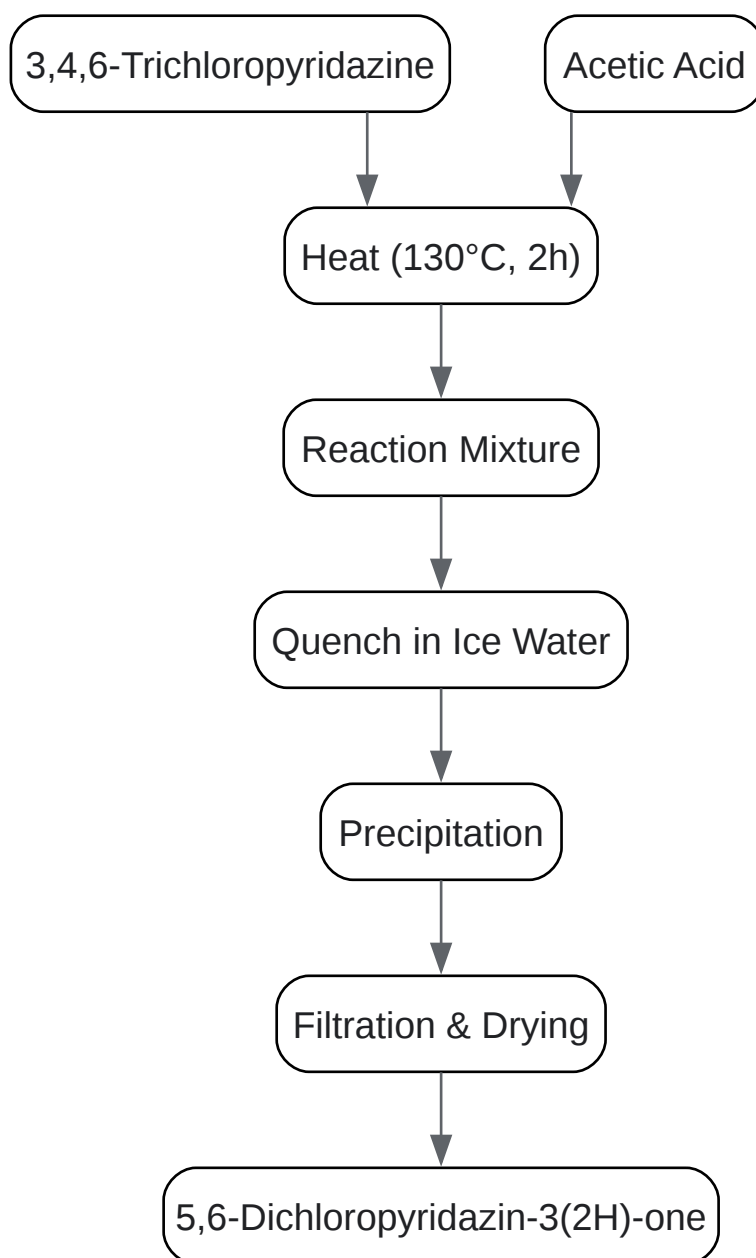 3,4,6-Trichloropyridazine
Acetic Acid
Heat (130°C, 2h)
Reaction Mixture
Quench in Ice Water
Precipitation
Filtration & Drying
5,6-Dichloropyridazin-3(2H)-one